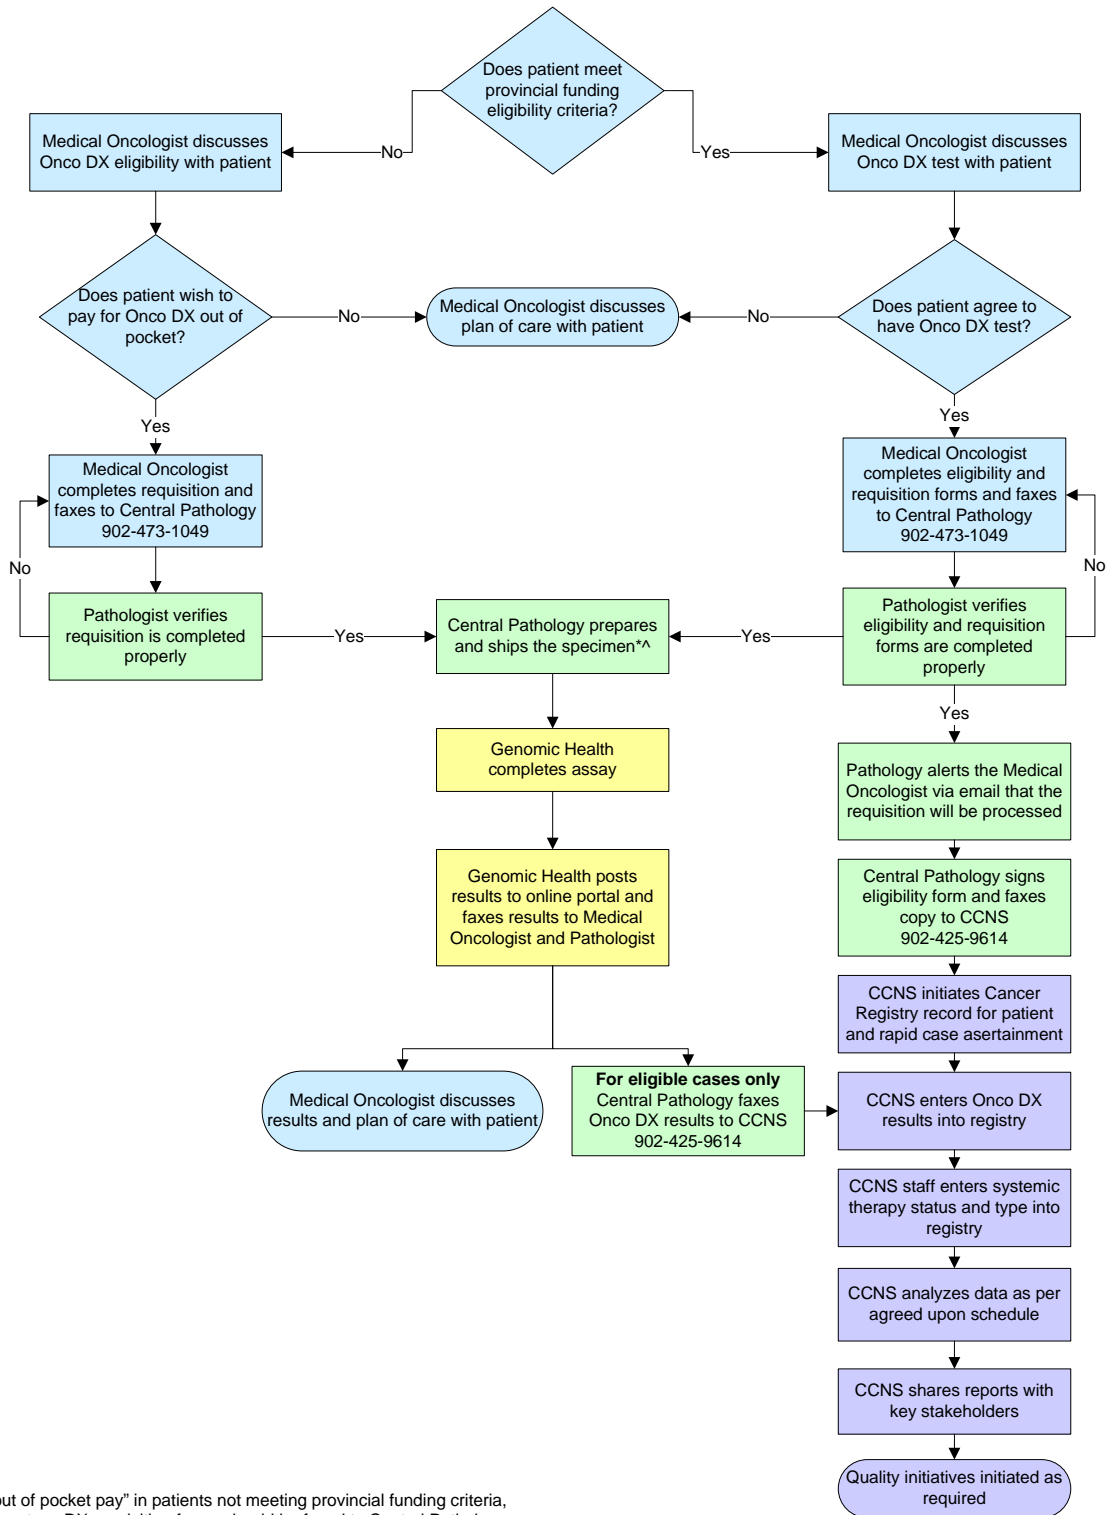 Does patient meet
provincial funding
eligibility criteria?
No
Yes
Medical Oncologist discusses
Onco DX eligibility with patient
Medical Oncologist discusses
Onco DX test with patient
Does patient wish to
pay for Onco DX out of
pocket?
No
Medical Oncologist discusses
plan of care with patient
No
Does patient agree to
have Onco DX test?
Yes
Yes
Medical Oncologist
completes requisition and
faxes to Central Pathology
902-473-1049
Medical Oncologist
completes eligibility and
requisition forms and faxes
to Central Pathology
902-473-1049
No
No
Pathologist verifies
requisition is completed
properly
Yes
Central Pathology prepares
and ships the specimen*^
Yes
Pathologist verifies
eligibility and requisition
forms are completed
properly
Yes
Genomic Health
completes assay
Pathology alerts the Medical
Oncologist via email that the
requisition will be processed
Genomic Health posts
results to online portal and
faxes results to Medical
Oncologist and Pathologist
Central Pathology signs
eligibility form and faxes
copy to CCNS
902-425-9614
CCNS initiates Cancer
Registry record for patient
and rapid case asertainment
Medical Oncologist discusses
results and plan of care with patient
For eligible cases only
Central Pathology faxes
Onco DX results to CCNS
902-425-9614
CCNS enters Onco DX
results into registry
CCNS staff enters systemic
therapy status and type into
registry
CCNS analyzes data as per
agreed upon schedule
CCNS shares reports with
key stakeholders
Quality initiatives initiated as
required
out of pocket pay” in patients not meeting provincial funding criteria,